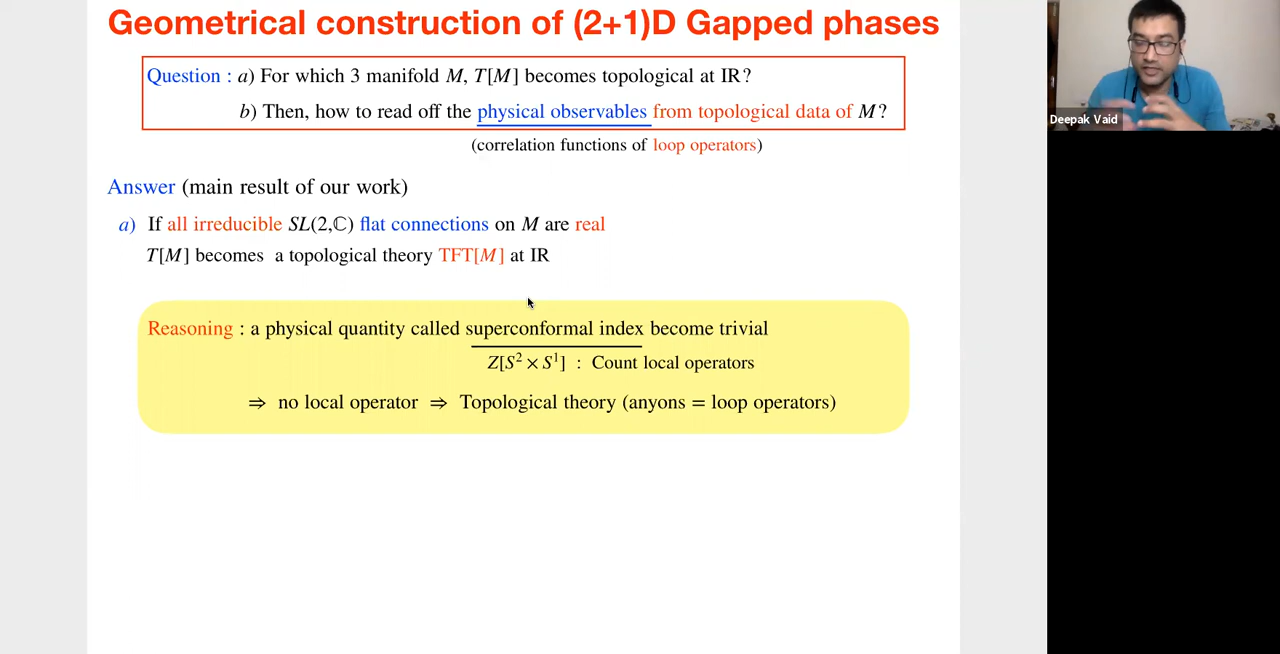 Geometrical construction of (2+1)D Gapped phases
Question : a) For which 3 manifold M, T[M] becomes topological at IR?
b) Then, how to read off the physical observables from topological data of M?
(correlation functions of loop operators)
Answer (main result of our work)
a) If all irreducible SL(2,ℂ) flat connections on M are real
T[M] becomes a topological theory TFT[M] at IR
Reasoning : a physical quantity called superconformal index become trivial
Z[S² × S¹] : Count local operators
⇒ no local operator ⇒ Topological theory (anyons = loop operators)
Deepak Vaid